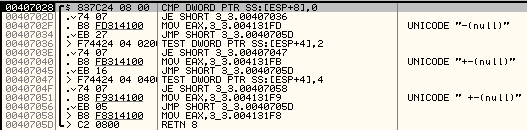 00407028 $ 837C24 08 00 CMP DWORD PTR SS:[ESP+8],0
0040702D .74 07 JE SHORT 3_3.00407036
0040702F . B8 FD314100 MOV EAX,3_3.004131FD UNICODE "-(null)"
00407034 .EB 27 JMP SHORT 3_3.0040705D
00407036 > F74424 04 0200 TEST DWORD PTR SS:[ESP+4],2
0040703E .74 07 JE SHORT 3_3.00407047
00407040 . B8 FB314100 MOV EAX,3_3.004131FB UNICODE "+-(null)"
00407045 .EB 16 JMP SHORT 3_3.0040705D
00407047 > F74424 04 0400 TEST DWORD PTR SS:[ESP+4],4
0040704F .74 07 JE SHORT 3_3.00407058
00407051 . B8 F9314100 MOV EAX,3_3.004131F9 UNICODE " +-(null)"
00407056 .EB 05 JMP SHORT 3_3.0040705D
00407058 > B8 F8314100 MOV EAX,3_3.004131F8
0040705D > C2 0800 RETN 8